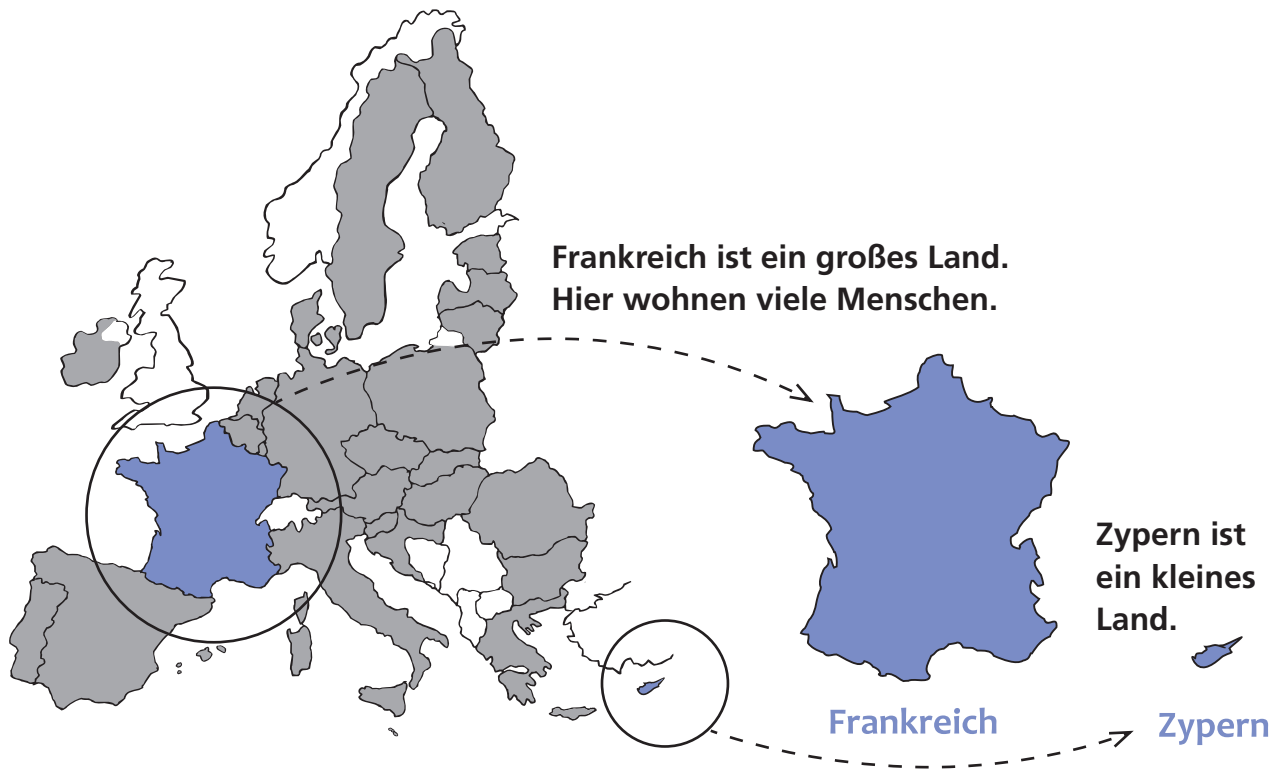 Frankreich ist ein großes Land.
Hier wohnen viele Menschen.
Zypern ist
ein kleines
Land.
Frankreich
Zypern